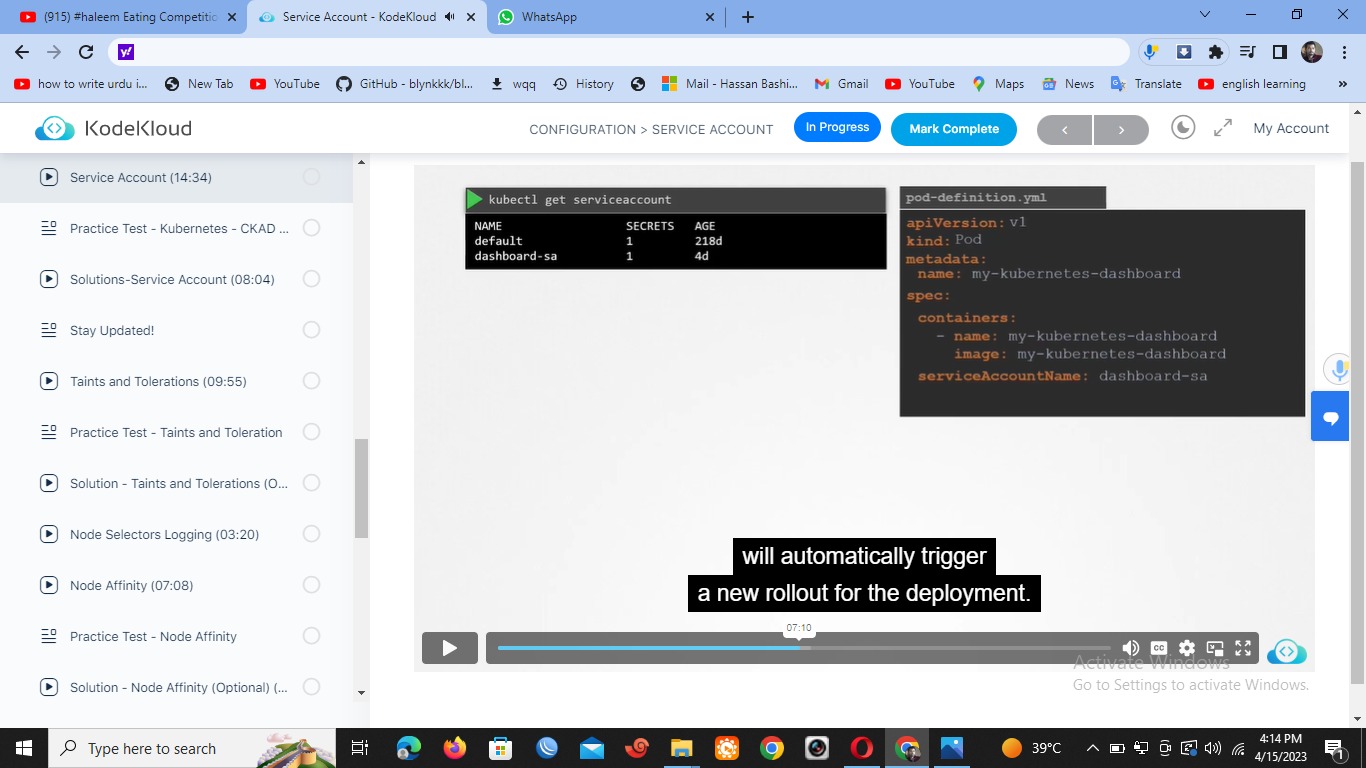 (915) #haleem Eating Competitio
Service Account - KodeKloud
WhatsApp
y!
how to write urdu i...
New Tab
YouTube
GitHub - blynkkk/bl...
wqq
History
Mail - Hassan Bashi...
Gmail
YouTube
Maps
News
Translate
english learning
»
KodeKloud
CONFIGURATION > SERVICE ACCOUNT
In Progress
Mark Complete
My Account
Service Account (14:34)
Practice Test - Kubernetes - CKAD ...
Solutions-Service Account (08:04)
Stay Updated!
Taints and Tolerations (09:55)
Practice Test - Taints and Toleration
Solution - Taints and Tolerations (O...
Node Selectors Logging (03:20)
Node Affinity (07:08)
Practice Test - Node Affinity
Solution - Node Affinity (Optional) (...
kubectl get serviceaccount
NAME SECRETS AGE
default 1 218d
dashboard-sa 1 4d
pod-definition.yml
apiVersion: v1
kind: Pod
metadata:
name: my-kubernetes-dashboard
spec:
containers:
- name: my-kubernetes-dashboard
image: my-kubernetes-dashboard
serviceAccountName: dashboard-sa
will automatically trigger
a new rollout for the deployment.
07:10
CC
Activate Windows
Go to Settings to activate Windows.
Type here to search
39°C
4:14 PM
4/15/2023
1